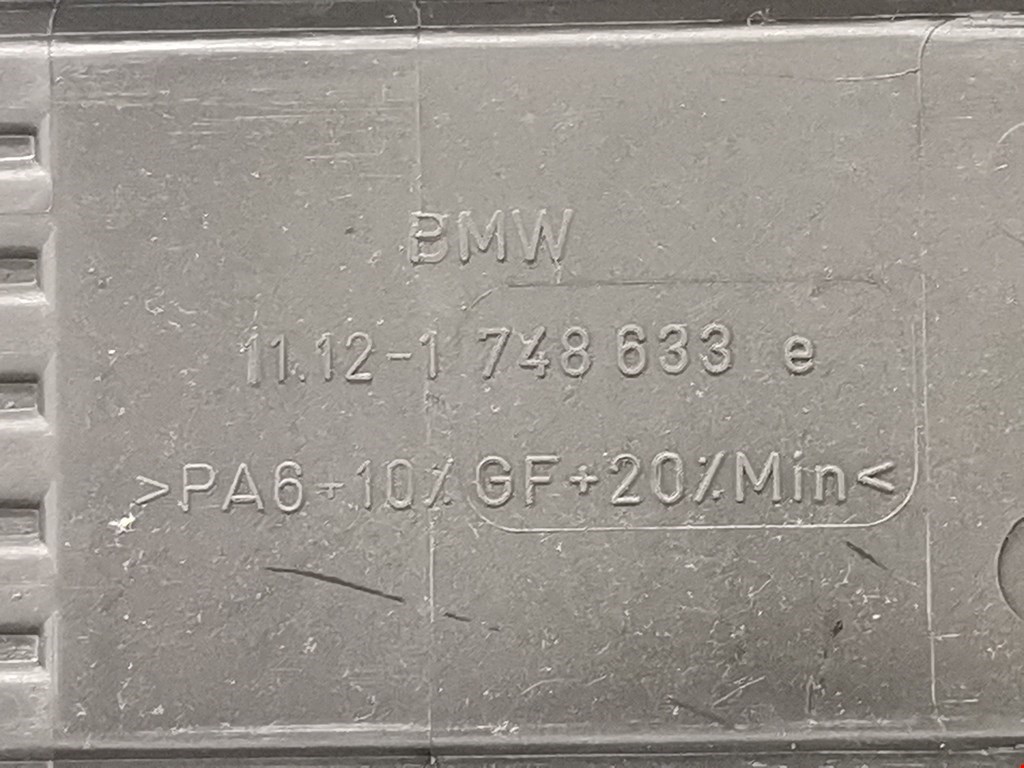 BMW
11.12-1 748 633 e
>PA6+10% GF+20%Min<